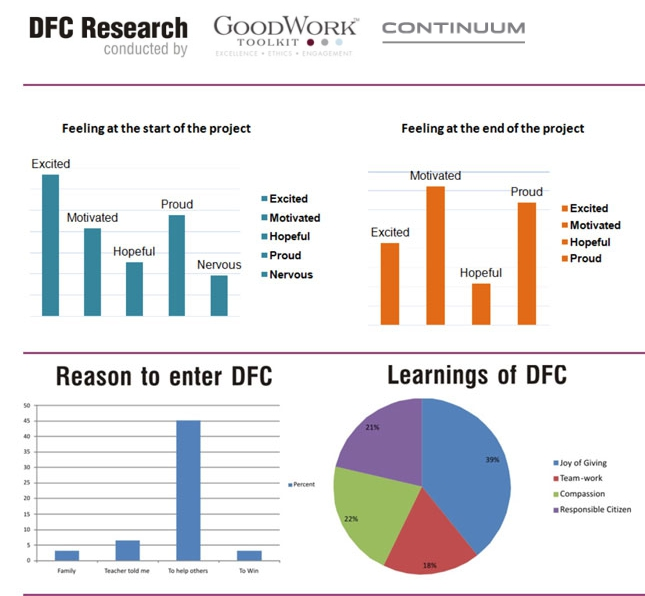 DFC Research
conducted by
GOODWORK™
TOOLKIT
EXCELLENCE • ETHICS • ENGAGEMENT
CONTINUUM
Feeling at the start of the project
Excited
Motivated
Hopeful
Proud
Nervous
Excited
Motivated
Hopeful
Proud
Nervous
Feeling at the end of the project
Excited
Motivated
Hopeful
Proud
Excited
Motivated
Hopeful
Proud
Reason to enter DFC
50
45
40
35
30
25
20
15
10
5
0
Family
Teacher told me
To help others
To Win
Percent
Learnings of DFC
39%
18%
22%
21%
Joy of Giving
Team-work
Compassion
Responsible Citizen